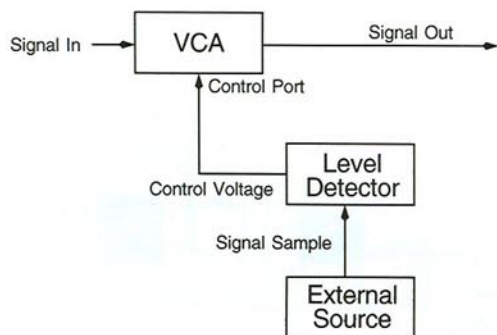 Signal In
VCA
Signal Out
Control Port
Level
Detector
Control Voltage
Signal Sample
External
Source